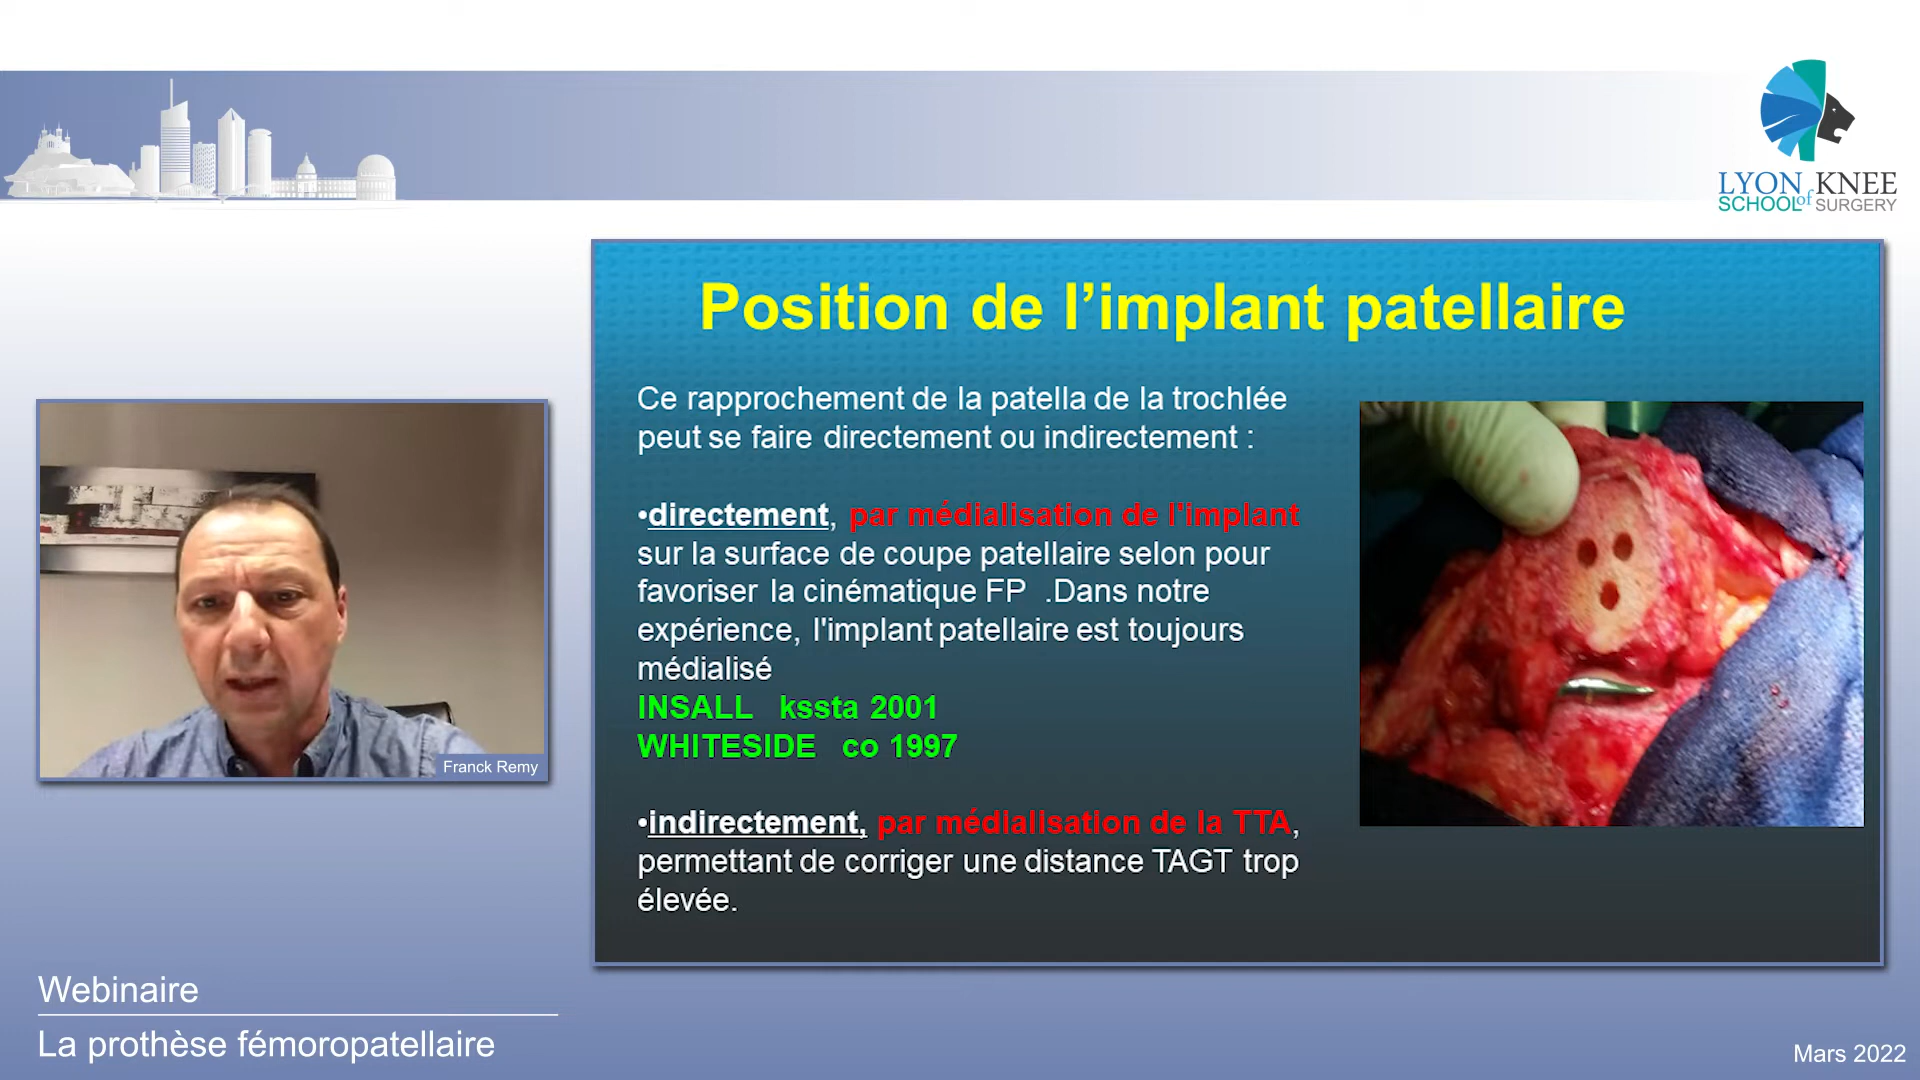 LYON KNEE
SCHOOL of SURGERY
Position de l’implant patellaire
Ce rapprochement de la patella de la trochlée
peut se faire directement ou indirectement :
•directement, par médialisation de l'implant
sur la surface de coupe patellaire selon pour
favoriser la cinématique FP .Dans notre
expérience, l'implant patellaire est toujours
médialisé
INSALL kssta 2001
WHITESIDE co 1997
•indirectement, par médialisation de la TTA,
permettant de corriger une distance TAGT trop
élevée.
Franck Remy
Webinaire
La prothèse fémoropatellaire
Mars 2022